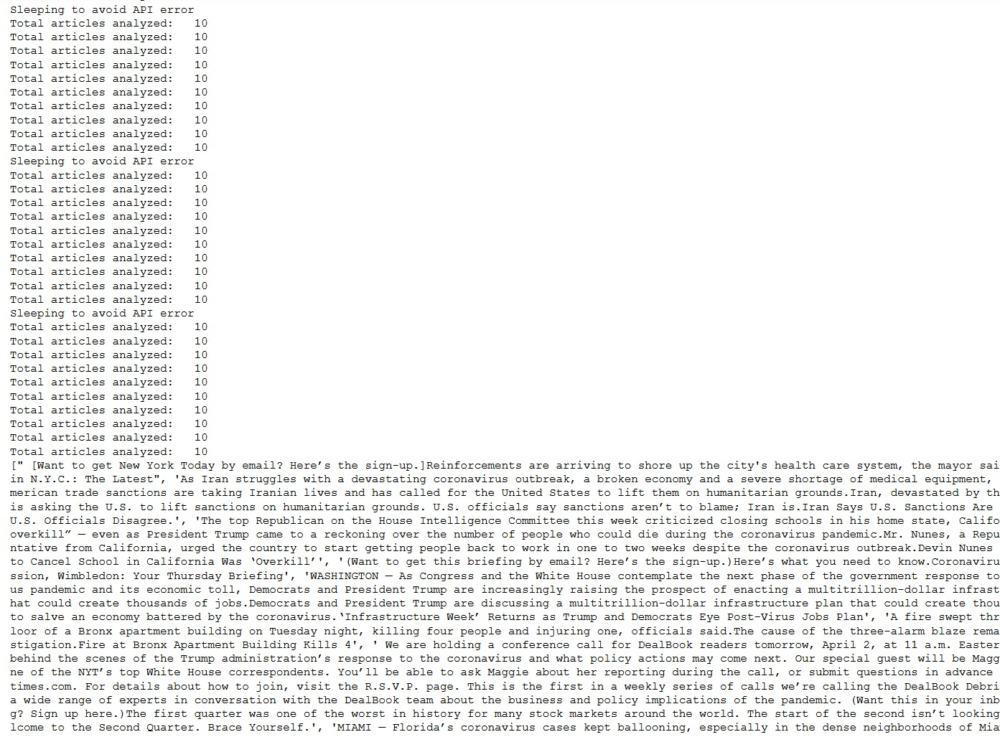 Sleeping to avoid API error
Total articles analyzed:   10
Total articles analyzed:   10
Total articles analyzed:   10
Total articles analyzed:   10
Total articles analyzed:   10
Total articles analyzed:   10
Total articles analyzed:   10
Total articles analyzed:   10
Total articles analyzed:   10
Total articles analyzed:   10
Sleeping to avoid API error
Total articles analyzed:   10
Total articles analyzed:   10
Total articles analyzed:   10
Total articles analyzed:   10
Total articles analyzed:   10
Total articles analyzed:   10
Total articles analyzed:   10
Total articles analyzed:   10
Total articles analyzed:   10
Total articles analyzed:   10
Sleeping to avoid API error
Total articles analyzed:   10
Total articles analyzed:   10
Total articles analyzed:   10
Total articles analyzed:   10
Total articles analyzed:   10
Total articles analyzed:   10
Total articles analyzed:   10
Total articles analyzed:   10
Total articles analyzed:   10
Total articles analyzed:   10
[" [Want to get New York Today by email? Here’s the sign-up.]Reinforcements are arriving to shore up the city's health care system, the mayor sai
in N.Y.C.: The Latest", 'As Iran struggles with a devastating coronavirus outbreak, a broken economy and a severe shortage of medical equipment,
merican trade sanctions are taking Iranian lives and has called for the United States to lift them on humanitarian grounds.Iran, devastated by th
is asking the U.S. to lift sanctions on humanitarian grounds. U.S. officials say sanctions aren’t to blame; Iran is.Iran Says U.S. Sanctions Are
U.S. Officials Disagree.', 'The top Republican on the House Intelligence Committee this week criticized closing schools in his home state, Califo
overkill” — even as President Trump came to a reckoning over the number of people who could die during the coronavirus pandemic.Mr. Nunes, a Repu
ntative from California, urged the country to start getting people back to work in one to two weeks despite the coronavirus outbreak.Devin Nunes
to Cancel School in California Was ‘Overkill’', '(Want to get this briefing by email? Here’s the sign-up.)Here’s what you need to know.Coronaviru
ssion, Wimbledon: Your Thursday Briefing', 'WASHINGTON — As Congress and the White House contemplate the next phase of the government response to
us pandemic and its economic toll, Democrats and President Trump are increasingly raising the prospect of enacting a multitrillion-dollar infrast
hat could create thousands of jobs.Democrats and President Trump are discussing a multitrillion-dollar infrastructure plan that could create thou
to salve an economy battered by the coronavirus.‘Infrastructure Week’ Returns as Trump and Democrats Eye Post-Virus Jobs Plan', 'A fire swept thr
loor of a Bronx apartment building on Tuesday night, killing four people and injuring one, officials said.The cause of the three-alarm blaze rema
stigation.Fire at Bronx Apartment Building Kills 4', ' We are holding a conference call for DealBook readers tomorrow, April 2, at 11 a.m. Easter
behind the scenes of the Trump administration’s response to the coronavirus and what policy actions may come next. Our special guest will be Magg
ne of the NYT’s top White House correspondents. You’ll be able to ask Maggie about her reporting during the call, or submit questions in advance
times.com. For details about how to join, visit the R.S.V.P. page. This is the first in a weekly series of calls we’re calling the DealBook Debri
a wide range of experts in conversation with the DealBook team about the business and policy implications of the pandemic. (Want this in your inb
g? Sign up here.)The first quarter was one of the worst in history for many stock markets around the world. The start of the second isn’t looking
lcome to the Second Quarter. Brace Yourself.', 'MIAMI — Florida’s coronavirus cases kept ballooning, especially in the dense neighborhoods of Mia